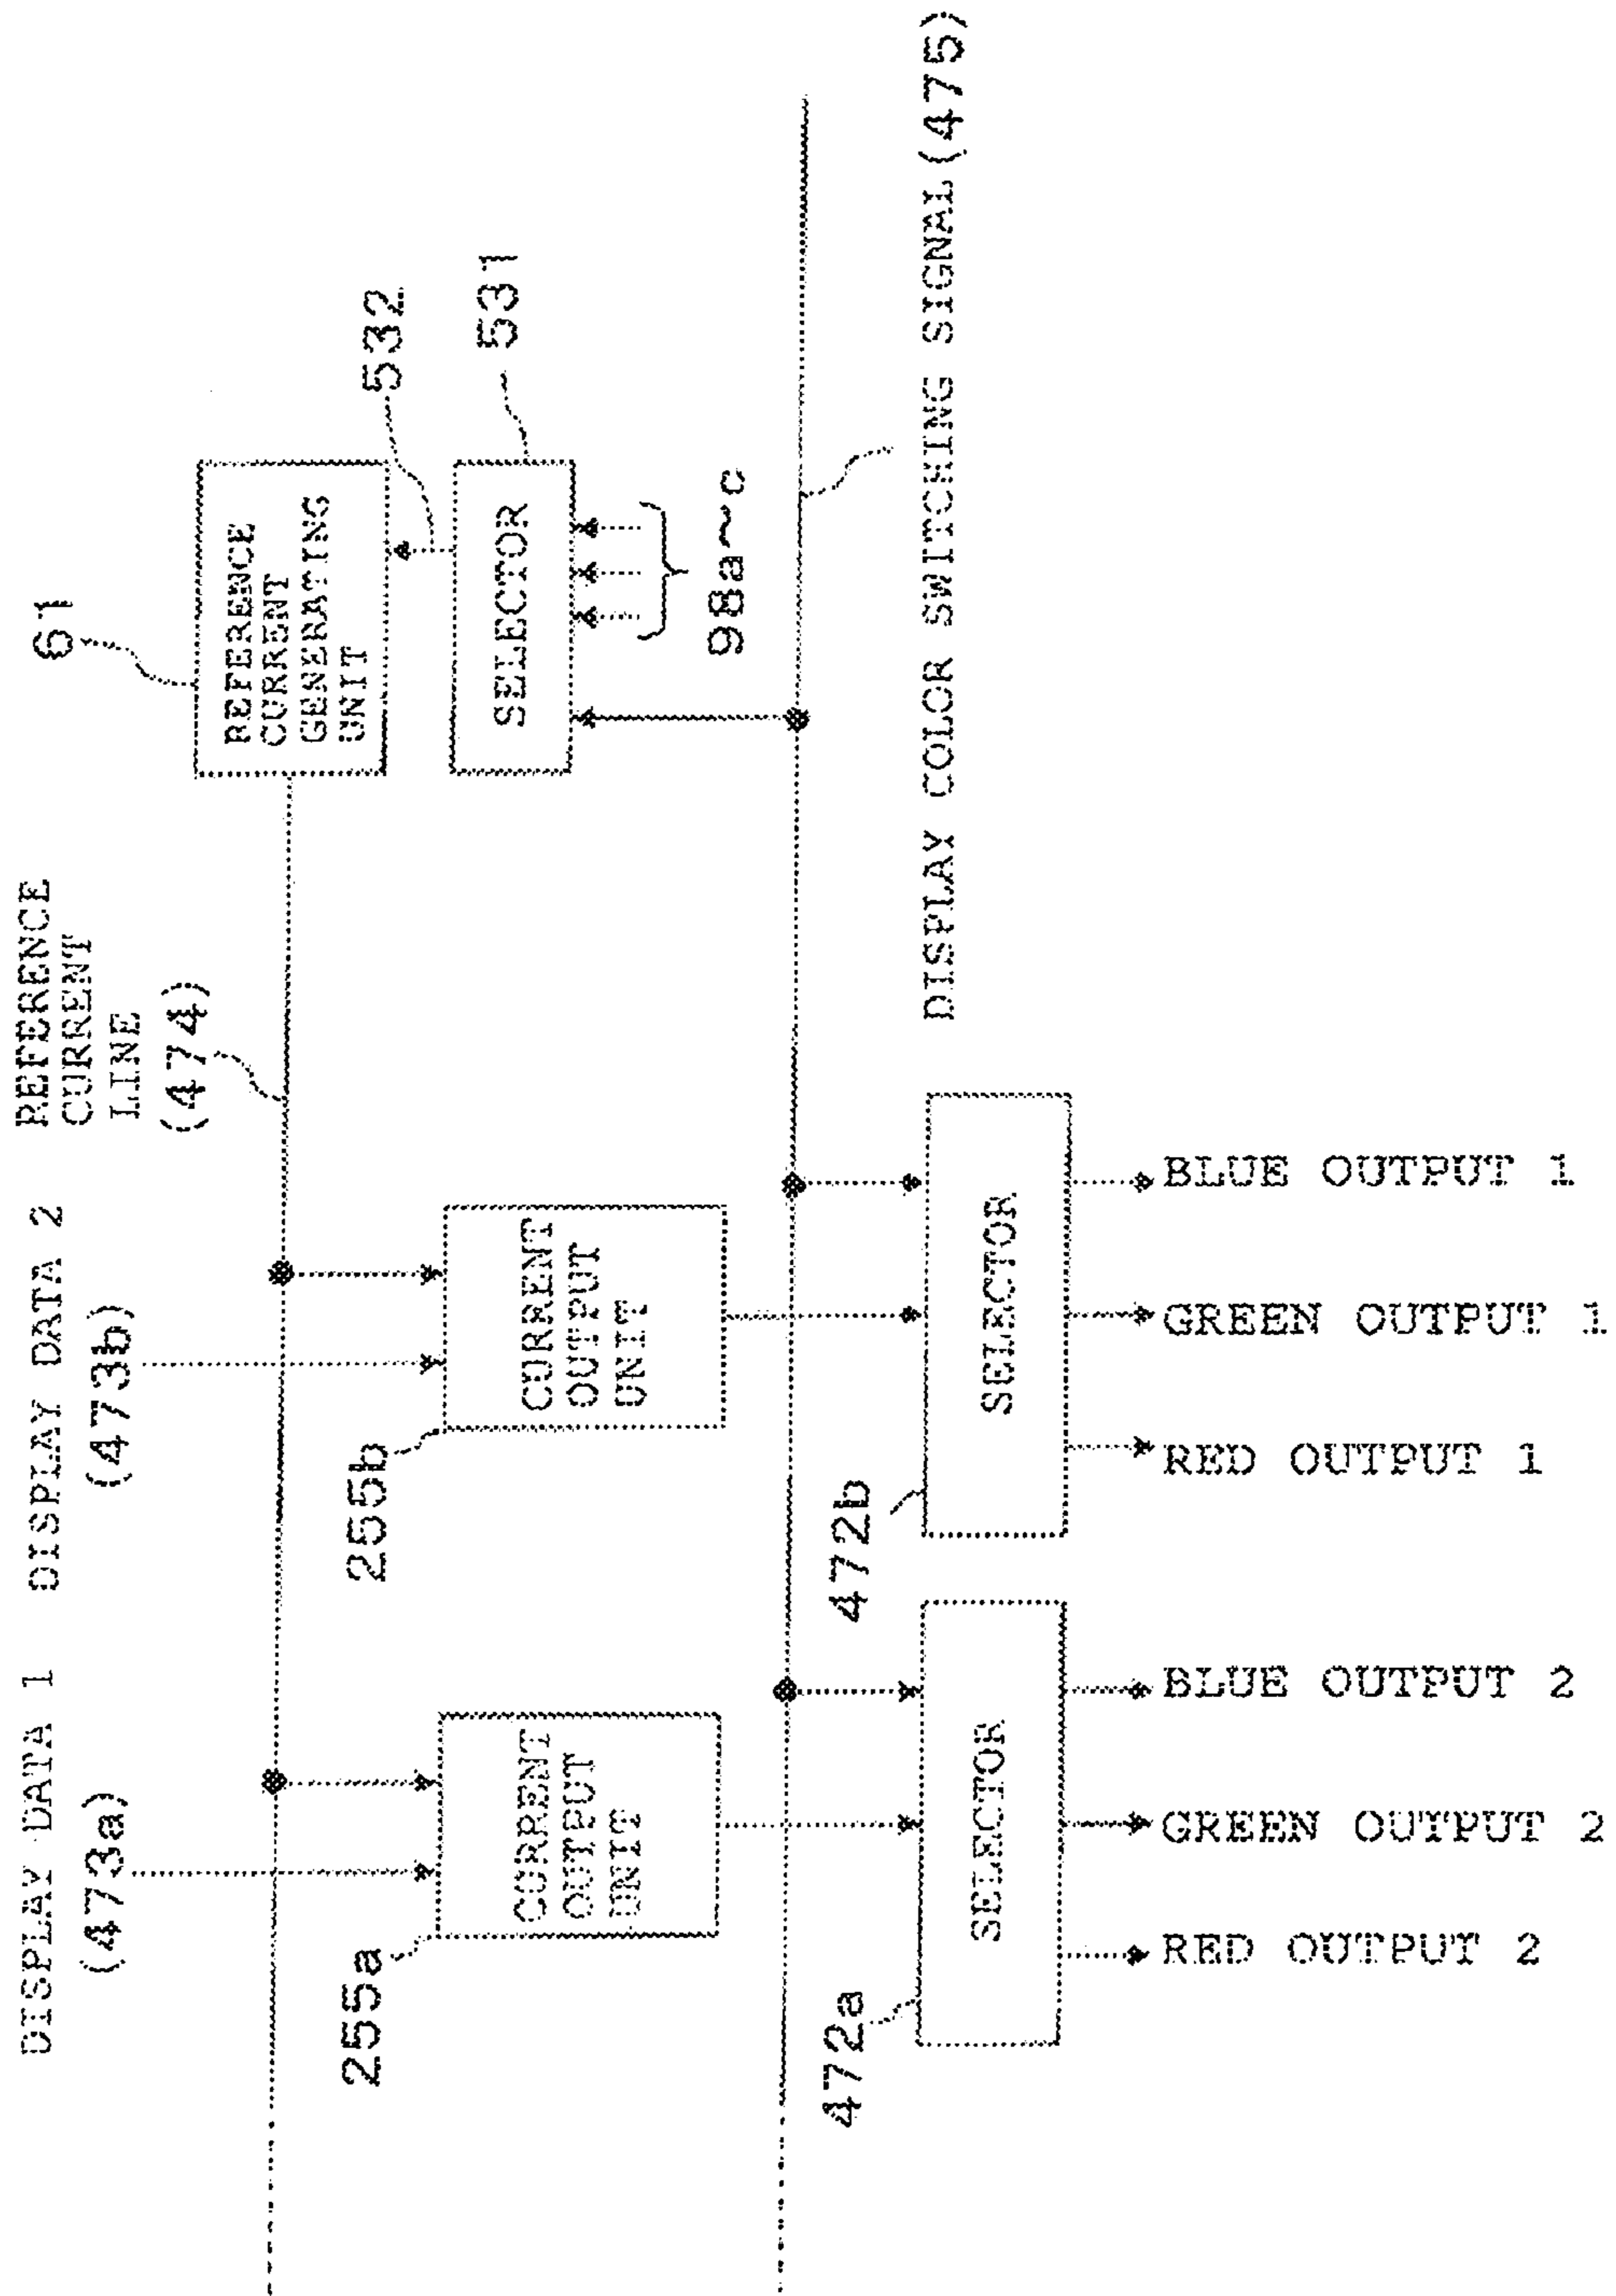 DISPLAY DATA 1
(473a)
DISPLAY DATA 2
(473b)
REFERENCE
CURRENT
LINE
(474)
61
REFERENCE
CURRENT
GENERATING
UNIT
532
531
SELECTOR
98a~c
255a
CURRENT
OUTPUT
UNIT
255b
CURRENT
OUTPUT
UNIT
DISPLAY COLOR SWITCHING SIGNAL(475)
472a
SELECTOR
472b
SELECTOR
RED OUTPUT 2
GREEN OUTPUT 2
BLUE OUTPUT 2
RED OUTPUT 1
GREEN OUTPUT 1
BLUE OUTPUT 1